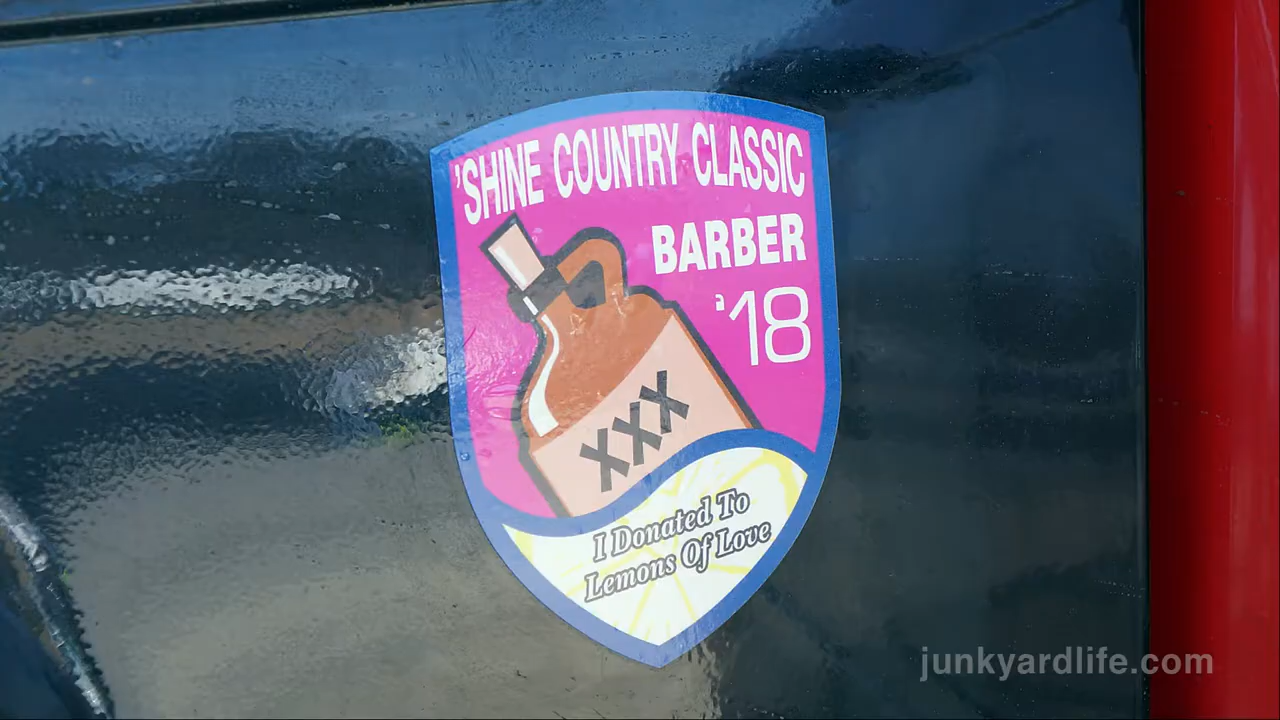 'SHINE COUNTRY CLASSIC
BARBER
'18
XXX
I Donated To
Lemons Of Love
junkyardlife.com